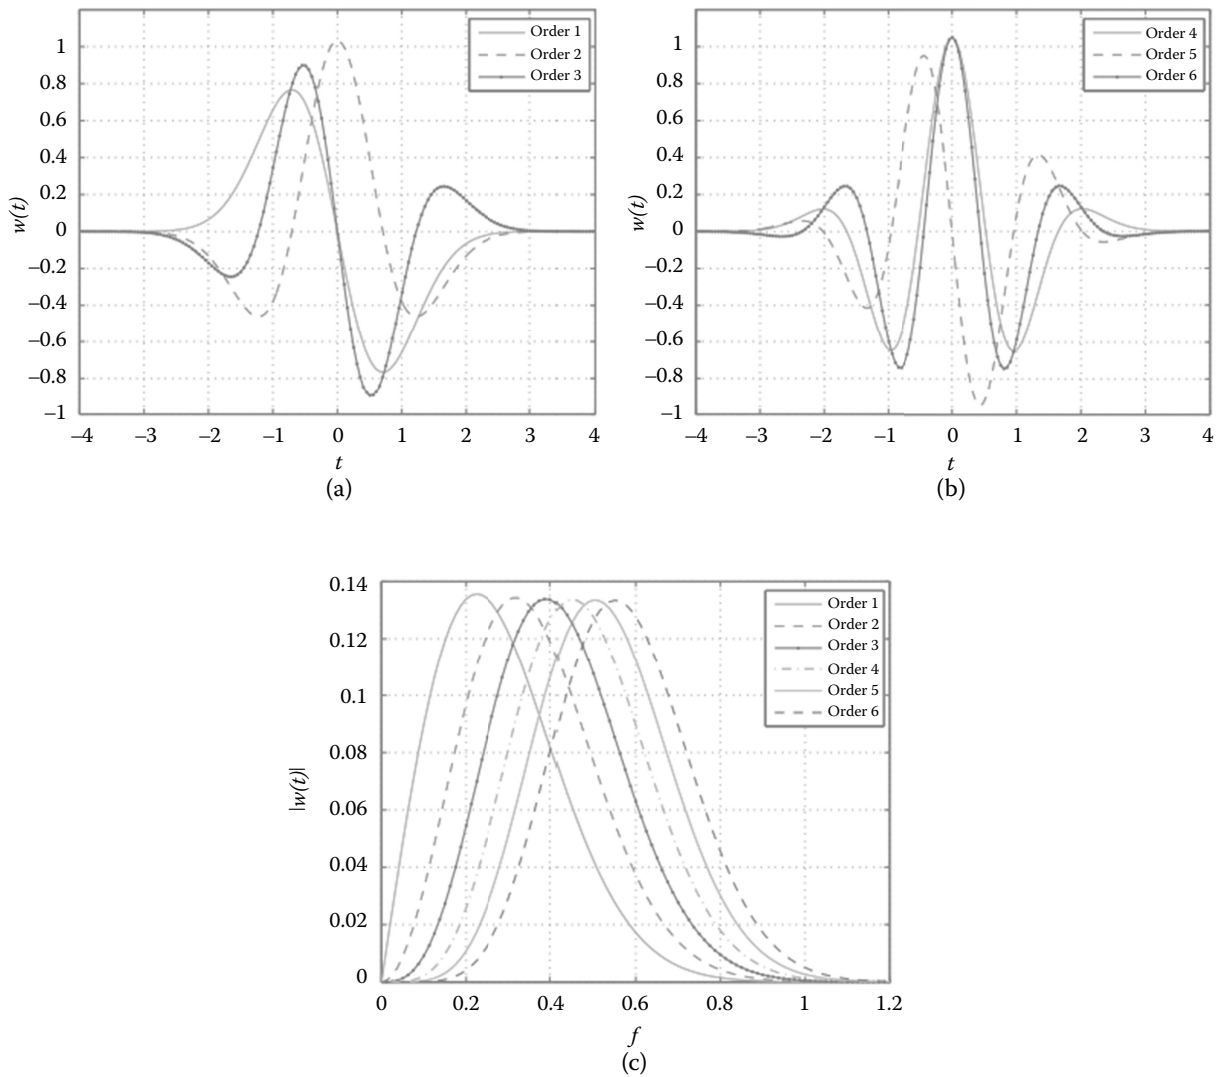 1
0.8
0.6
0.4
0.2
0
–0.2
–0.4
–0.6
–0.8
–1
w(t)
Order 1
Order 2
Order 3
–4 –3 –2 –1 0 1 2 3 4
t
(a)
1
0.8
0.6
0.4
0.2
0
–0.2
–0.4
–0.6
–0.8
–1
w(t)
Order 4
Order 5
Order 6
–4 –3 –2 –1 0 1 2 3 4
t
(b)
0.14
0.12
0.1
0.08
0.06
0.04
0.02
0
|w(t)|
Order 1
Order 2
Order 3
Order 4
Order 5
Order 6
0 0.2 0.4 0.6 0.8 1 1.2
f
(c)